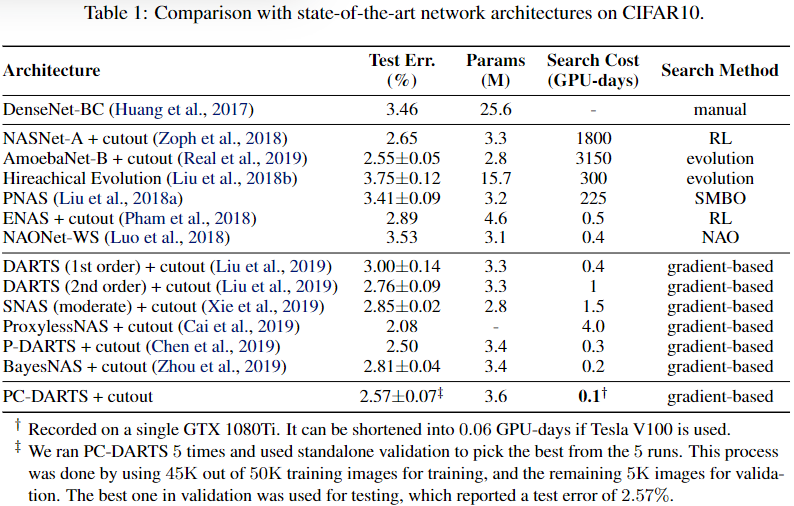 Table 1: Comparison with state-of-the-art network architectures on CIFAR10.
Architecture Test Err. (%) Params (M) Search Cost (GPU-days) Search Method
DenseNet-BC (Huang et al., 2017) 3.46 25.6 - manual
NASNet-A + cutout (Zoph et al., 2018) 2.65 3.3 1800 RL
AmoebaNet-B + cutout (Real et al., 2019) 2.55±0.05 2.8 3150 evolution
Hireachical Evolution (Liu et al., 2018b) 3.75±0.12 15.7 300 evolution
PNAS (Liu et al., 2018a) 3.41±0.09 3.2 225 SMBO
ENAS + cutout (Pham et al., 2018) 2.89 4.6 0.5 RL
NAONet-WS (Luo et al., 2018) 3.53 3.1 0.4 NAO
DARTS (1st order) + cutout (Liu et al., 2019) 3.00±0.14 3.3 0.4 gradient-based
DARTS (2nd order) + cutout (Liu et al., 2019) 2.76±0.09 3.3 1 gradient-based
SNAS (moderate) + cutout (Xie et al., 2019) 2.85±0.02 2.8 1.5 gradient-based
ProxylessNAS + cutout (Cai et al., 2019) 2.08 - 4.0 gradient-based
P-DARTS + cutout (Chen et al., 2019) 2.50 3.4 0.3 gradient-based
BayesNAS + cutout (Zhou et al., 2019) 2.81±0.04 3.4 0.2 gradient-based
PC-DARTS + cutout 2.57±0.07‡ 3.6 0.1† gradient-based
† Recorded on a single GTX 1080Ti. It can be shortened into 0.06 GPU-days if Tesla V100 is used.
‡ We ran PC-DARTS 5 times and used standalone validation to pick the best from the 5 runs. This process
was done by using 45K out of 50K training images for training, and the remaining 5K images for valida-
tion. The best one in validation was used for testing, which reported a test error of 2.57%.